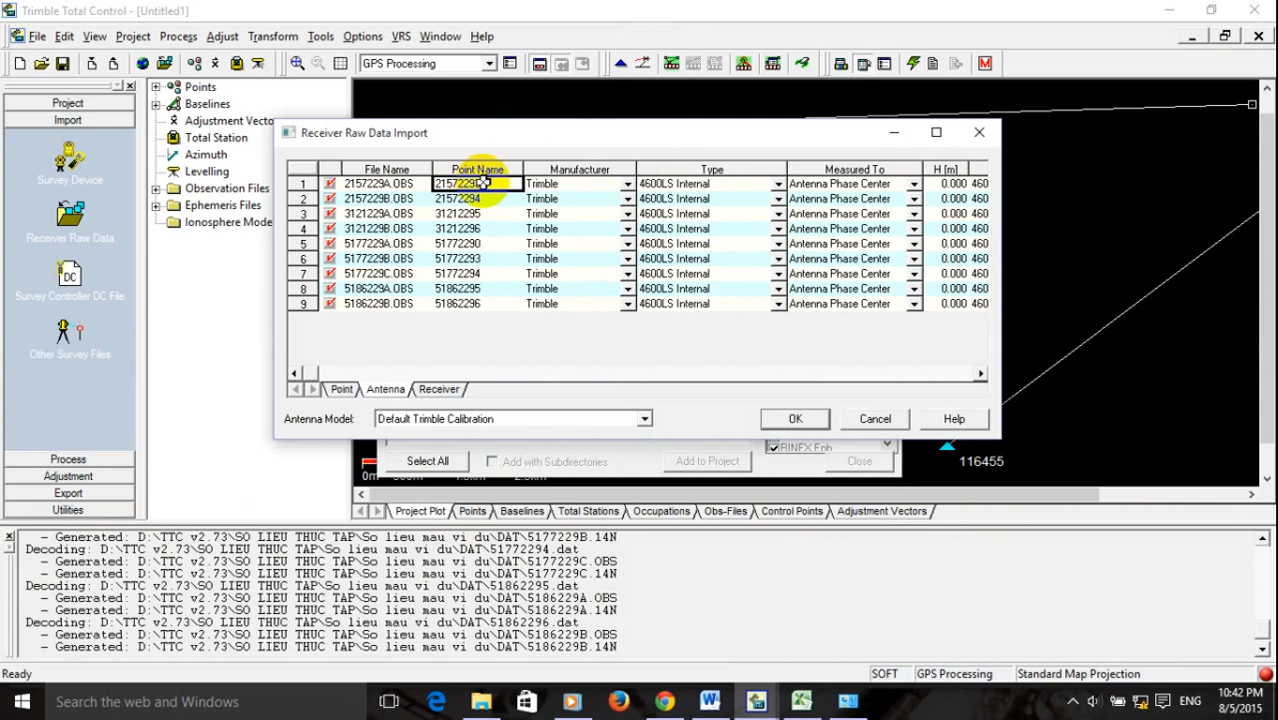 Trimble Total Control - [Untitled1]
File Edit View Project Process Adjust Transform Tools Options VRS Window Help
GPS Processing
Project
Import
Survey Device
Receiver Raw Data
Survey Controller DC File
Other Survey Files
Process
Adjustment
Export
Utilities
Points
Baselines
Adjustment Vectors
Total Station
Azimuth
Levelling
Observation Files
Ephemeris Files
Ionosphere Mode
Receiver Raw Data Import
File Name Point Name Manufacturer Type Measured To H [m]
1 2157229A.OBS Trimble 4600LS Internal Antenna Phase Center 0.000 460
2 2157229B.OBS 21572294 Trimble 4600LS Internal Antenna Phase Center 0.000 460
3 3121229A.OBS 31212295 Trimble 4600LS Internal Antenna Phase Center 0.000 460
4 3121229B.OBS 31212296 Trimble 4600LS Internal Antenna Phase Center 0.000 460
5 5177229A.OBS 51772290 Trimble 4600LS Internal Antenna Phase Center 0.000 460
6 5177229B.OBS 51772293 Trimble 4600LS Internal Antenna Phase Center 0.000 460
7 5177229C.OBS 51772294 Trimble 4600LS Internal Antenna Phase Center 0.000 460
8 5186229A.OBS 51862295 Trimble 4600LS Internal Antenna Phase Center 0.000 460
9 5186229B.OBS 51862296 Trimble 4600LS Internal Antenna Phase Center 0.000 460
Point Antenna Receiver
Antenna Model: Default Trimble Calibration OK Cancel Help
BINEX Eph
Select All Add with Subdirectories Add to Project Close
116455
0m
Project Plot Points Baselines Total Stations Occupations Obs-Files Control Points Adjustment Vectors
- Generated: D:\TTC v2.73\SO LIEU THUC TAP\So lieu mau vi du\DAT\5177229B.14N
Decoding: D:\TTC v2.73\SO LIEU THUC TAP\So lieu mau vi du\DAT\51772294.dat
- Generated: D:\TTC v2.73\SO LIEU THUC TAP\So lieu mau vi du\DAT\5177229C.OBS
- Generated: D:\TTC v2.73\SO LIEU THUC TAP\So lieu mau vi du\DAT\5177229C.14N
Decoding: D:\TTC v2.73\SO LIEU THUC TAP\So lieu mau vi du\DAT\51862295.dat
- Generated: D:\TTC v2.73\SO LIEU THUC TAP\So lieu mau vi du\DAT\5186229A.OBS
- Generated: D:\TTC v2.73\SO LIEU THUC TAP\So lieu mau vi du\DAT\5186229A.14N
Decoding: D:\TTC v2.73\SO LIEU THUC TAP\So lieu mau vi du\DAT\51862296.dat
- Generated: D:\TTC v2.73\SO LIEU THUC TAP\So lieu mau vi du\DAT\5186229B.OBS
- Generated: D:\TTC v2.73\SO LIEU THUC TAP\So lieu mau vi du\DAT\5186229B.14N
Ready SOFT GPS Processing Standard Map Projection
Search the web and Windows
ENG
10:42 PM
8/5/2015